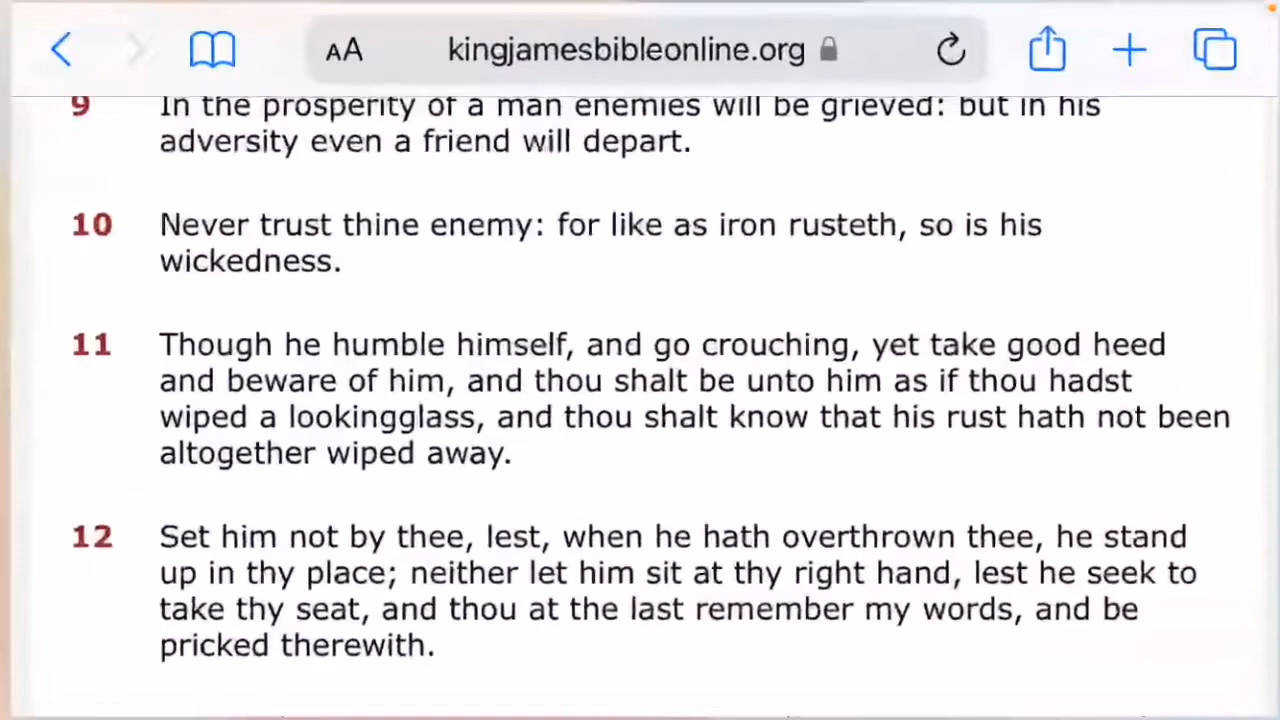 AA kingjamesbibleonline.org
9 In the prosperity of a man enemies will be grieved: but in his
adversity even a friend will depart.
10 Never trust thine enemy: for like as iron rusteth, so is his
wickedness.
11 Though he humble himself, and go crouching, yet take good heed
and beware of him, and thou shalt be unto him as if thou hadst
wiped a lookingglass, and thou shalt know that his rust hath not been
altogether wiped away.
12 Set him not by thee, lest, when he hath overthrown thee, he stand
up in thy place; neither let him sit at thy right hand, lest he seek to
take thy seat, and thou at the last remember my words, and be
pricked therewith.